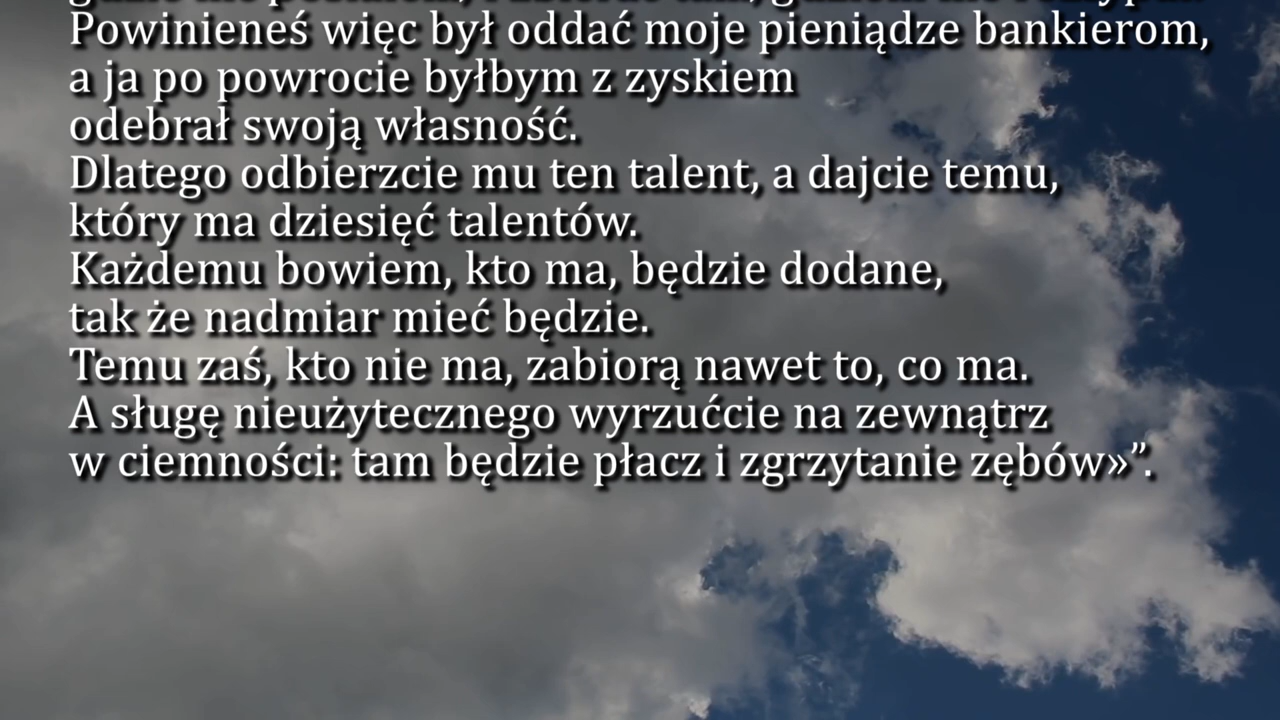 Powinieneś więc był oddać moje pieniądze bankierom,
a ja po powrocie byłbym z zyskiem
odebrał swoją własność.
Dlatego odbierzcie mu ten talent, a dajcie temu,
który ma dziesięć talentów.
Każdemu bowiem, kto ma, będzie dodane,
tak że nadmiar mieć będzie.
Temu zaś, kto nie ma, zabiorą nawet to, co ma.
A sługę nieużytecznego wyrzućcie na zewnątrz
w ciemności: tam będzie płacz i zgrzytanie zębów»”.